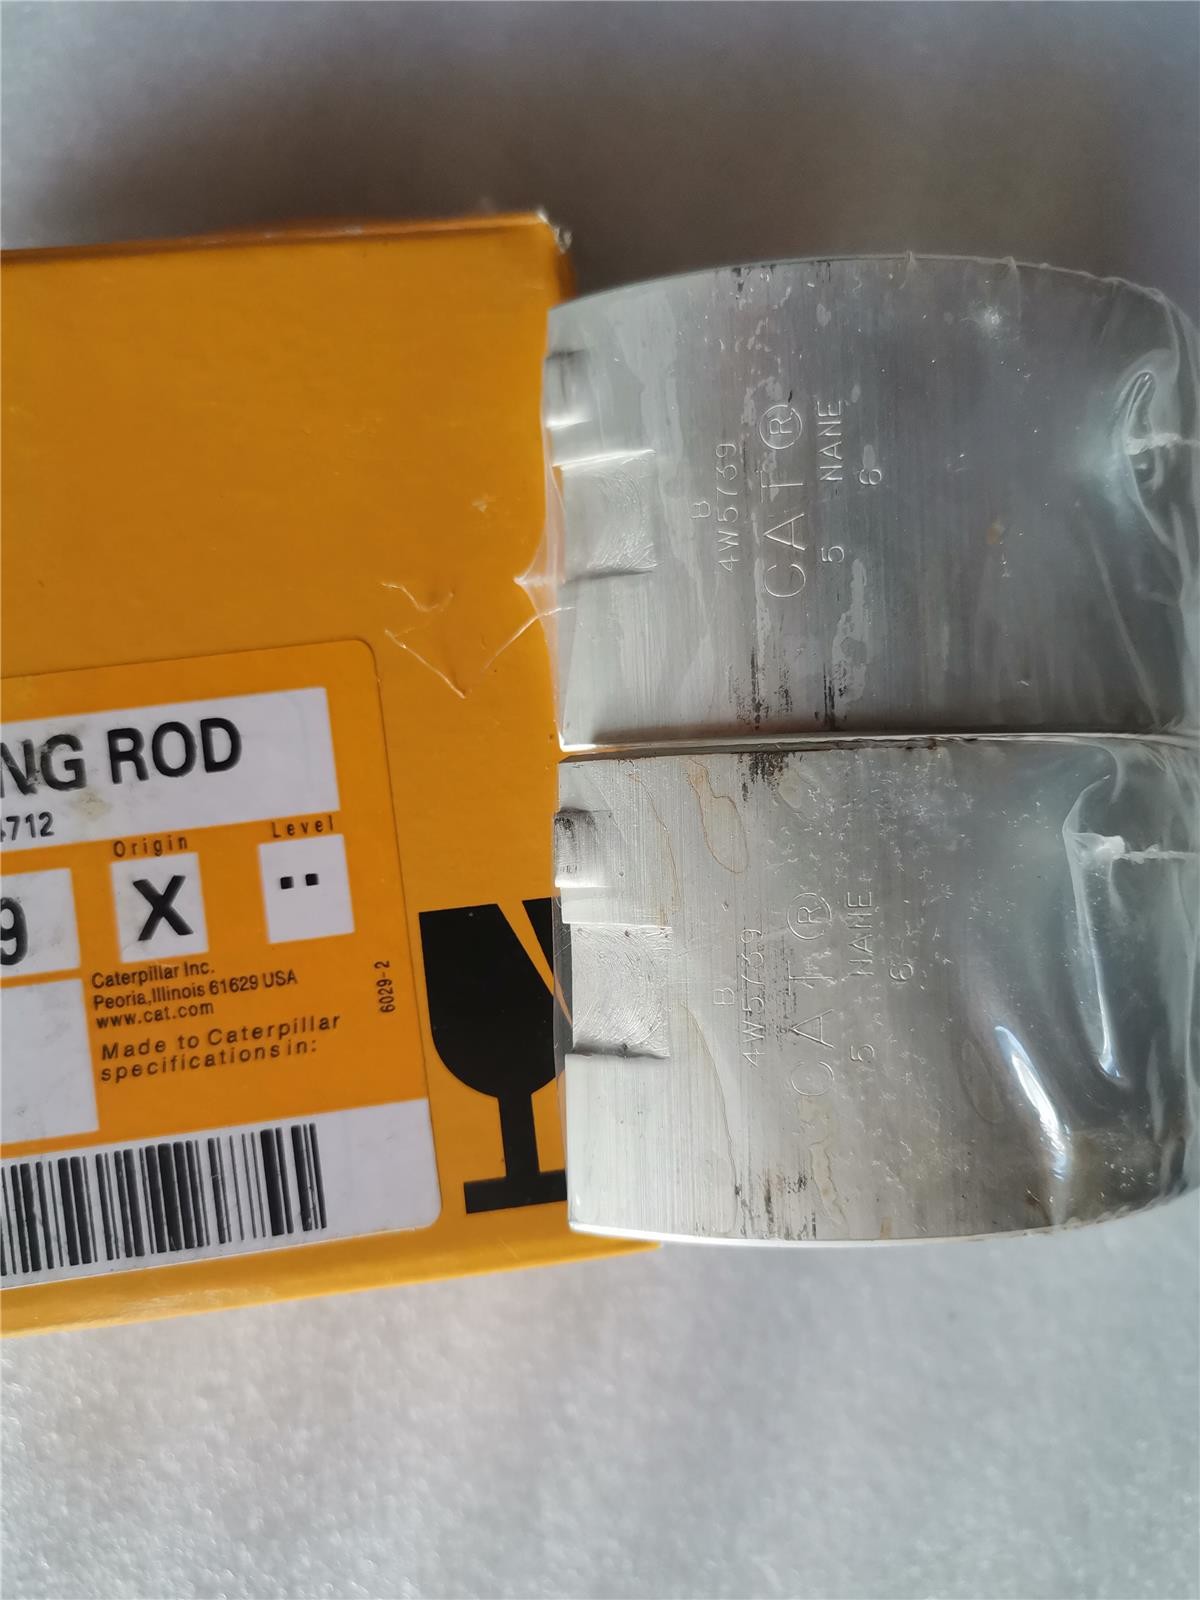 NG ROD
4712
Origin
Level
9
X
Caterpillar Inc.
Peoria,Illinois 61629 USA
www.cat.com
Made to Caterpillar
specifications in:
6029-2
B
4W5739
CAT®
5 NANE
6
B
4W5739
CAT®
5 NANE
6